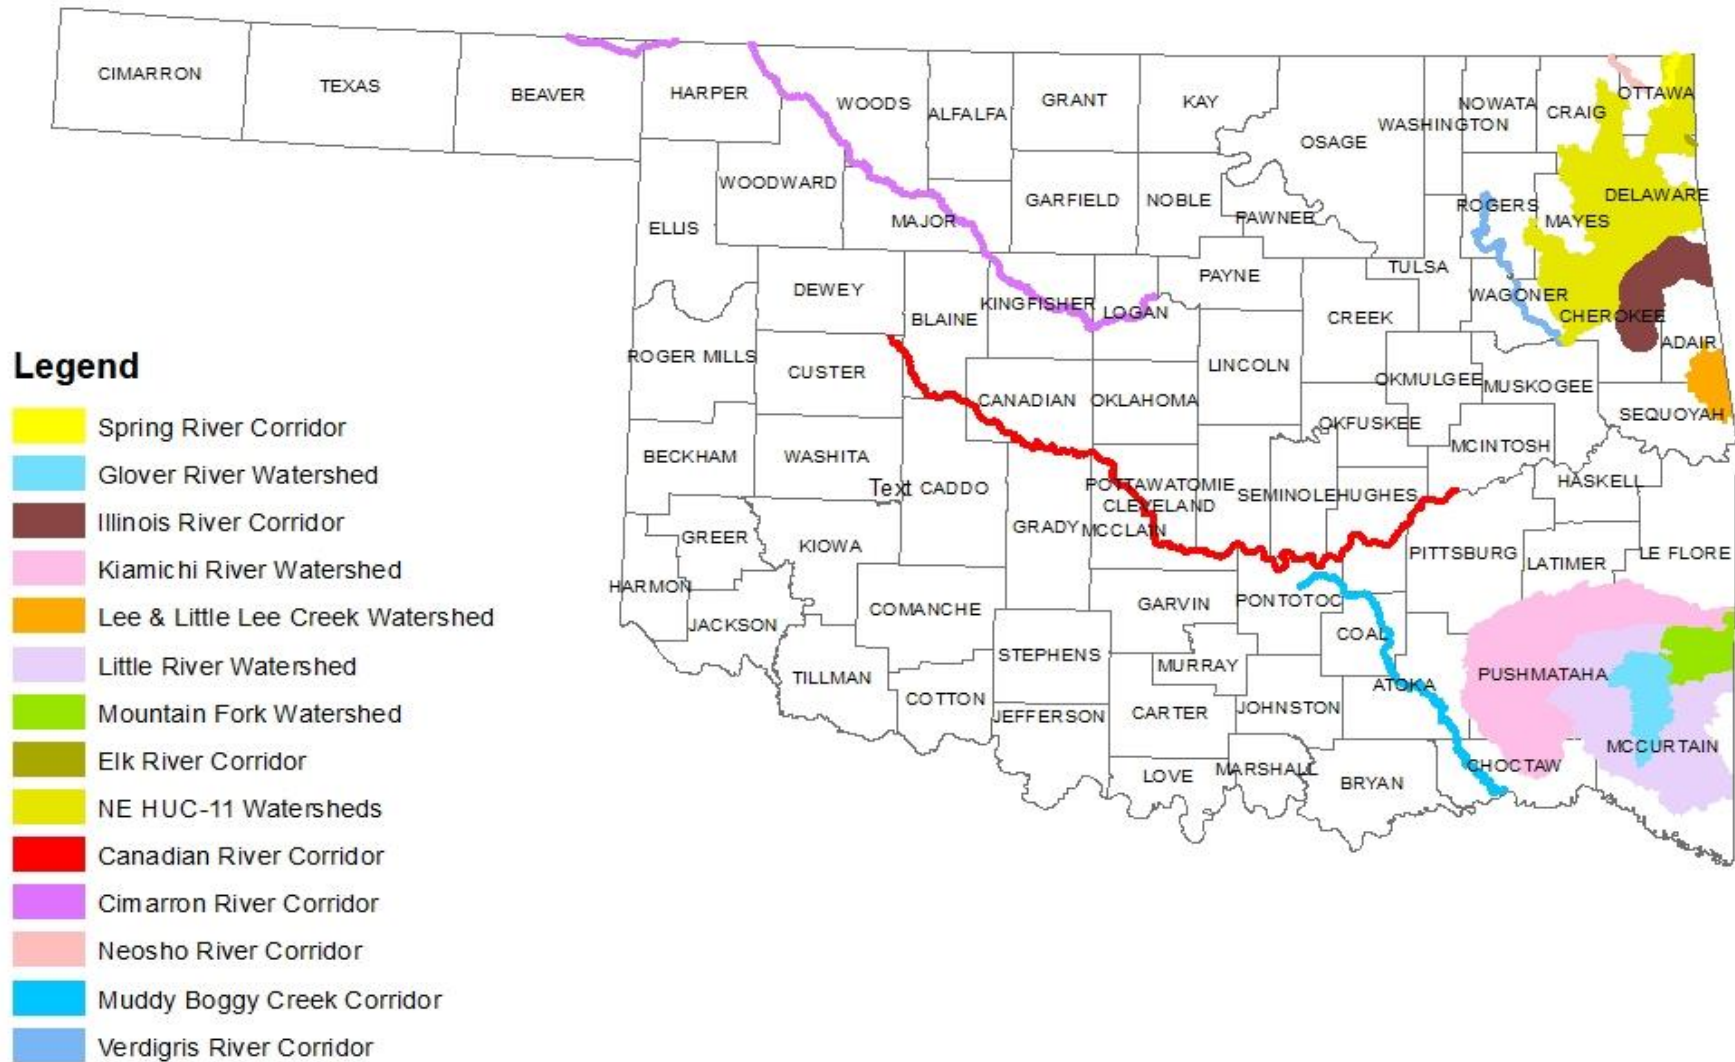 CIMARRON
TEXAS
BEAVER
HARPER
WOODS
ALFALFA
GRANT
KAY
OSAGE
WASHINGTON
NOWATA
CRAIG
OTTAWA
WOODWARD
ELLIS
MAJOR
GARFIELD
NOBLE
PAWNEE
ROGERS
MAYES
DELAWARE
DEWEY
BLAINE
KINGFISHER
LOGAN
PAYNE
TULSA
WAGONER
CREEK
CHEROKEE
ADAIR
ROGER MILLS
CUSTER
CANADIAN
OKLAHOMA
LINCOLN
OKMULGEE
MUSKOGEE
OKFUSKEE
SEQUOYAH
BECKHAM
WASHITA
Text
CADDO
POTTAWATOMIE
CLEVELAND
SEMINOLE
HUGHES
MCINTOSH
HASKELL
GREER
KIOWA
GRADY
MCCLAIN
PITTSBURG
LATIMER
LE FLORE
HARMON
JACKSON
COMANCHE
GARVIN
PONTOTOC
COAL
TILLMAN
STEPHENS
MURRAY
ATOKA
PUSHMATAHA
COTTON
JEFFERSON
CARTER
JOHNSTON
MCCURTAIN
LOVE
MARSHALL
BRYAN
CHOCTAW
Legend
Spring River Corridor
Glover River Watershed
Illinois River Corridor
Kiamichi River Watershed
Lee & Little Lee Creek Watershed
Little River Watershed
Mountain Fork Watershed
Elk River Corridor
NE HUC-11 Watersheds
Canadian River Corridor
Cimarron River Corridor
Neosho River Corridor
Muddy Boggy Creek Corridor
Verdigris River Corridor